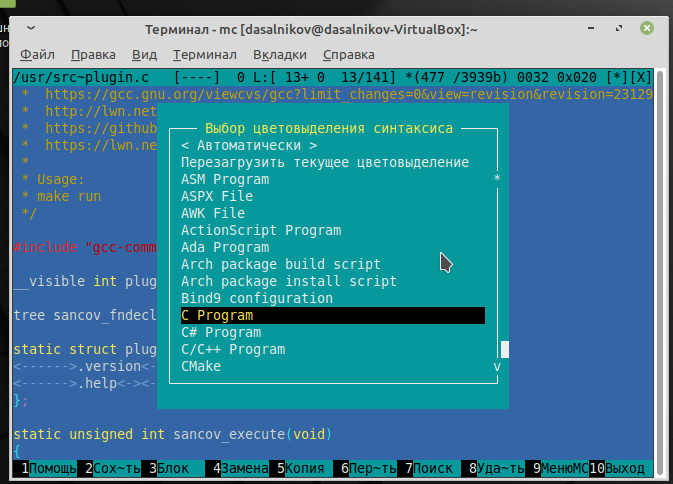 Терминал - mc [dasalnikov@dasalnikov-VirtualBox]:~
Файл Правка Вид Терминал Вкладки Справка
/usr/src~plugin.c [----] 0 L:[ 13+ 0 13/141] *(477 /3939b) 0032 0x020 [*][X]
* https://gcc.gnu.org/viewcvs/gcc?limit_changes=0&view=revision&revision=23129
* http://lwn.net
* https://github
* https://lwn.ne
*
* Usage:
* make run
*/
#include "gcc-comm
__visible int plug
tree sancov_fndecl
static struct plug
<------>.version<-
<------>.help<-><-
};
static unsigned int sancov_execute(void)
{
Выбор цветовыделения синтаксиса
< Автоматически >
Перезагрузить текущее цветовыделение
ASM Program *
ASPX File
AWK File
ActionScript Program
Ada Program
Arch package build script
Arch package install script
Bind9 configuration
C Program
C# Program
C/C++ Program
CMake v
1Помощь 2Сох~ть 3Блок 4Замена 5Копия 6Пер~ть 7Поиск 8Уда~ть 9МенюMC 10Выход